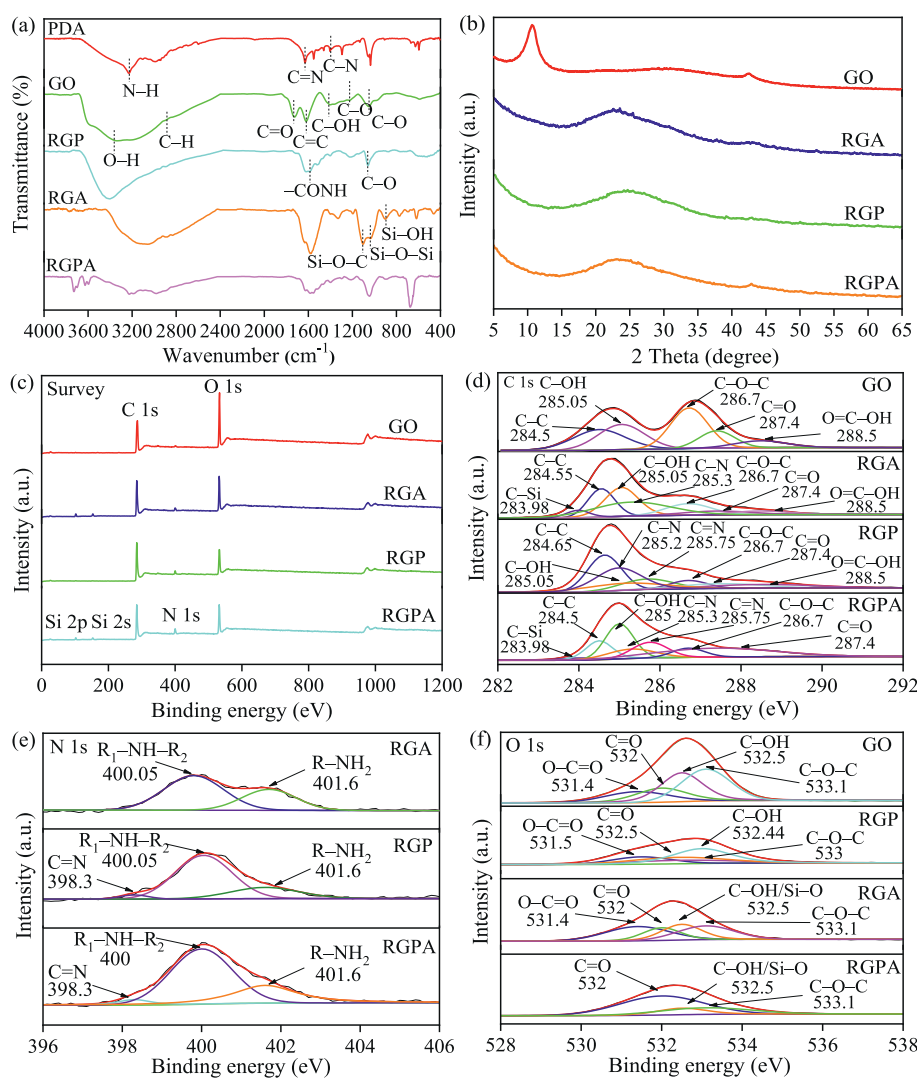 (a)
PDA
N–H
C=N
C–N
GO
O–H
C–H
C=O
C=C
C–OH
C–O
C–O
RGP
–CONH
C–O
RGA
Si–O–C
Si–OH
Si–O–Si
RGPA
4000 3600 2800 2000 1600 1200 800 400
Wavenumber (cm⁻¹)
Transmittance (%)
(b)
GO
RGA
RGP
RGPA
5 15 25 35 45 55 65
2 Theta (degree)
Intensity (a.u.)
(c)
Survey
C 1s
O 1s
GO
RGA
RGP
RGPA
Si 2p Si 2s
N 1s
0 200 400 600 800 1000 1200
Binding energy (eV)
Intensity (a.u.)
(d)
C 1s
GO
C–C
284.5
C–OH
285.05
C–O–C
286.7
C=O
287.4
O=C–OH
288.5
RGA
C–Si
283.98
C–C
284.55
C–OH
285.05
C–N
285.3
C–O–C
286.7
C=O
287.4
O=C–OH
288.5
RGP
C–C
284.65
C–OH
285.05
C–N
285.2
C=N
285.75
C–O–C
286.7
C=O
287.4
O=C–OH
288.5
RGPA
C–Si
283.98
C–C
284.5
C–OH
285
C–N
285.3
C=N
285.75
C–O–C
286.7
C=O
287.4
282 284 286 288 290 292
Binding energy (eV)
Intensity (a.u.)
(e)
N 1s
RGA
R₁–NH–R₂
400.05
R–NH₂
401.6
RGP
C=N
398.3
R₁–NH–R₂
400.05
R–NH₂
401.6
RGPA
C=N
398.3
R₁–NH–R₂
400
R–NH₂
401.6
396 398 400 402 404 406
Binding energy (eV)
Intensity (a.u.)
(f)
O 1s
GO
O–C=O
531.4
C=O
532
C–OH
532.5
C–O–C
533.1
RGP
O–C=O
531.5
C=O
532.5
C–OH
532.44
C–O–C
533
RGA
O–C=O
531.4
C=O
532
C–OH/Si–O
532.5
C–O–C
533.1
RGPA
C=O
532
C–OH/Si–O
532.5
C–O–C
533.1
528 530 532 534 536 538
Binding energy (eV)
Intensity (a.u.)